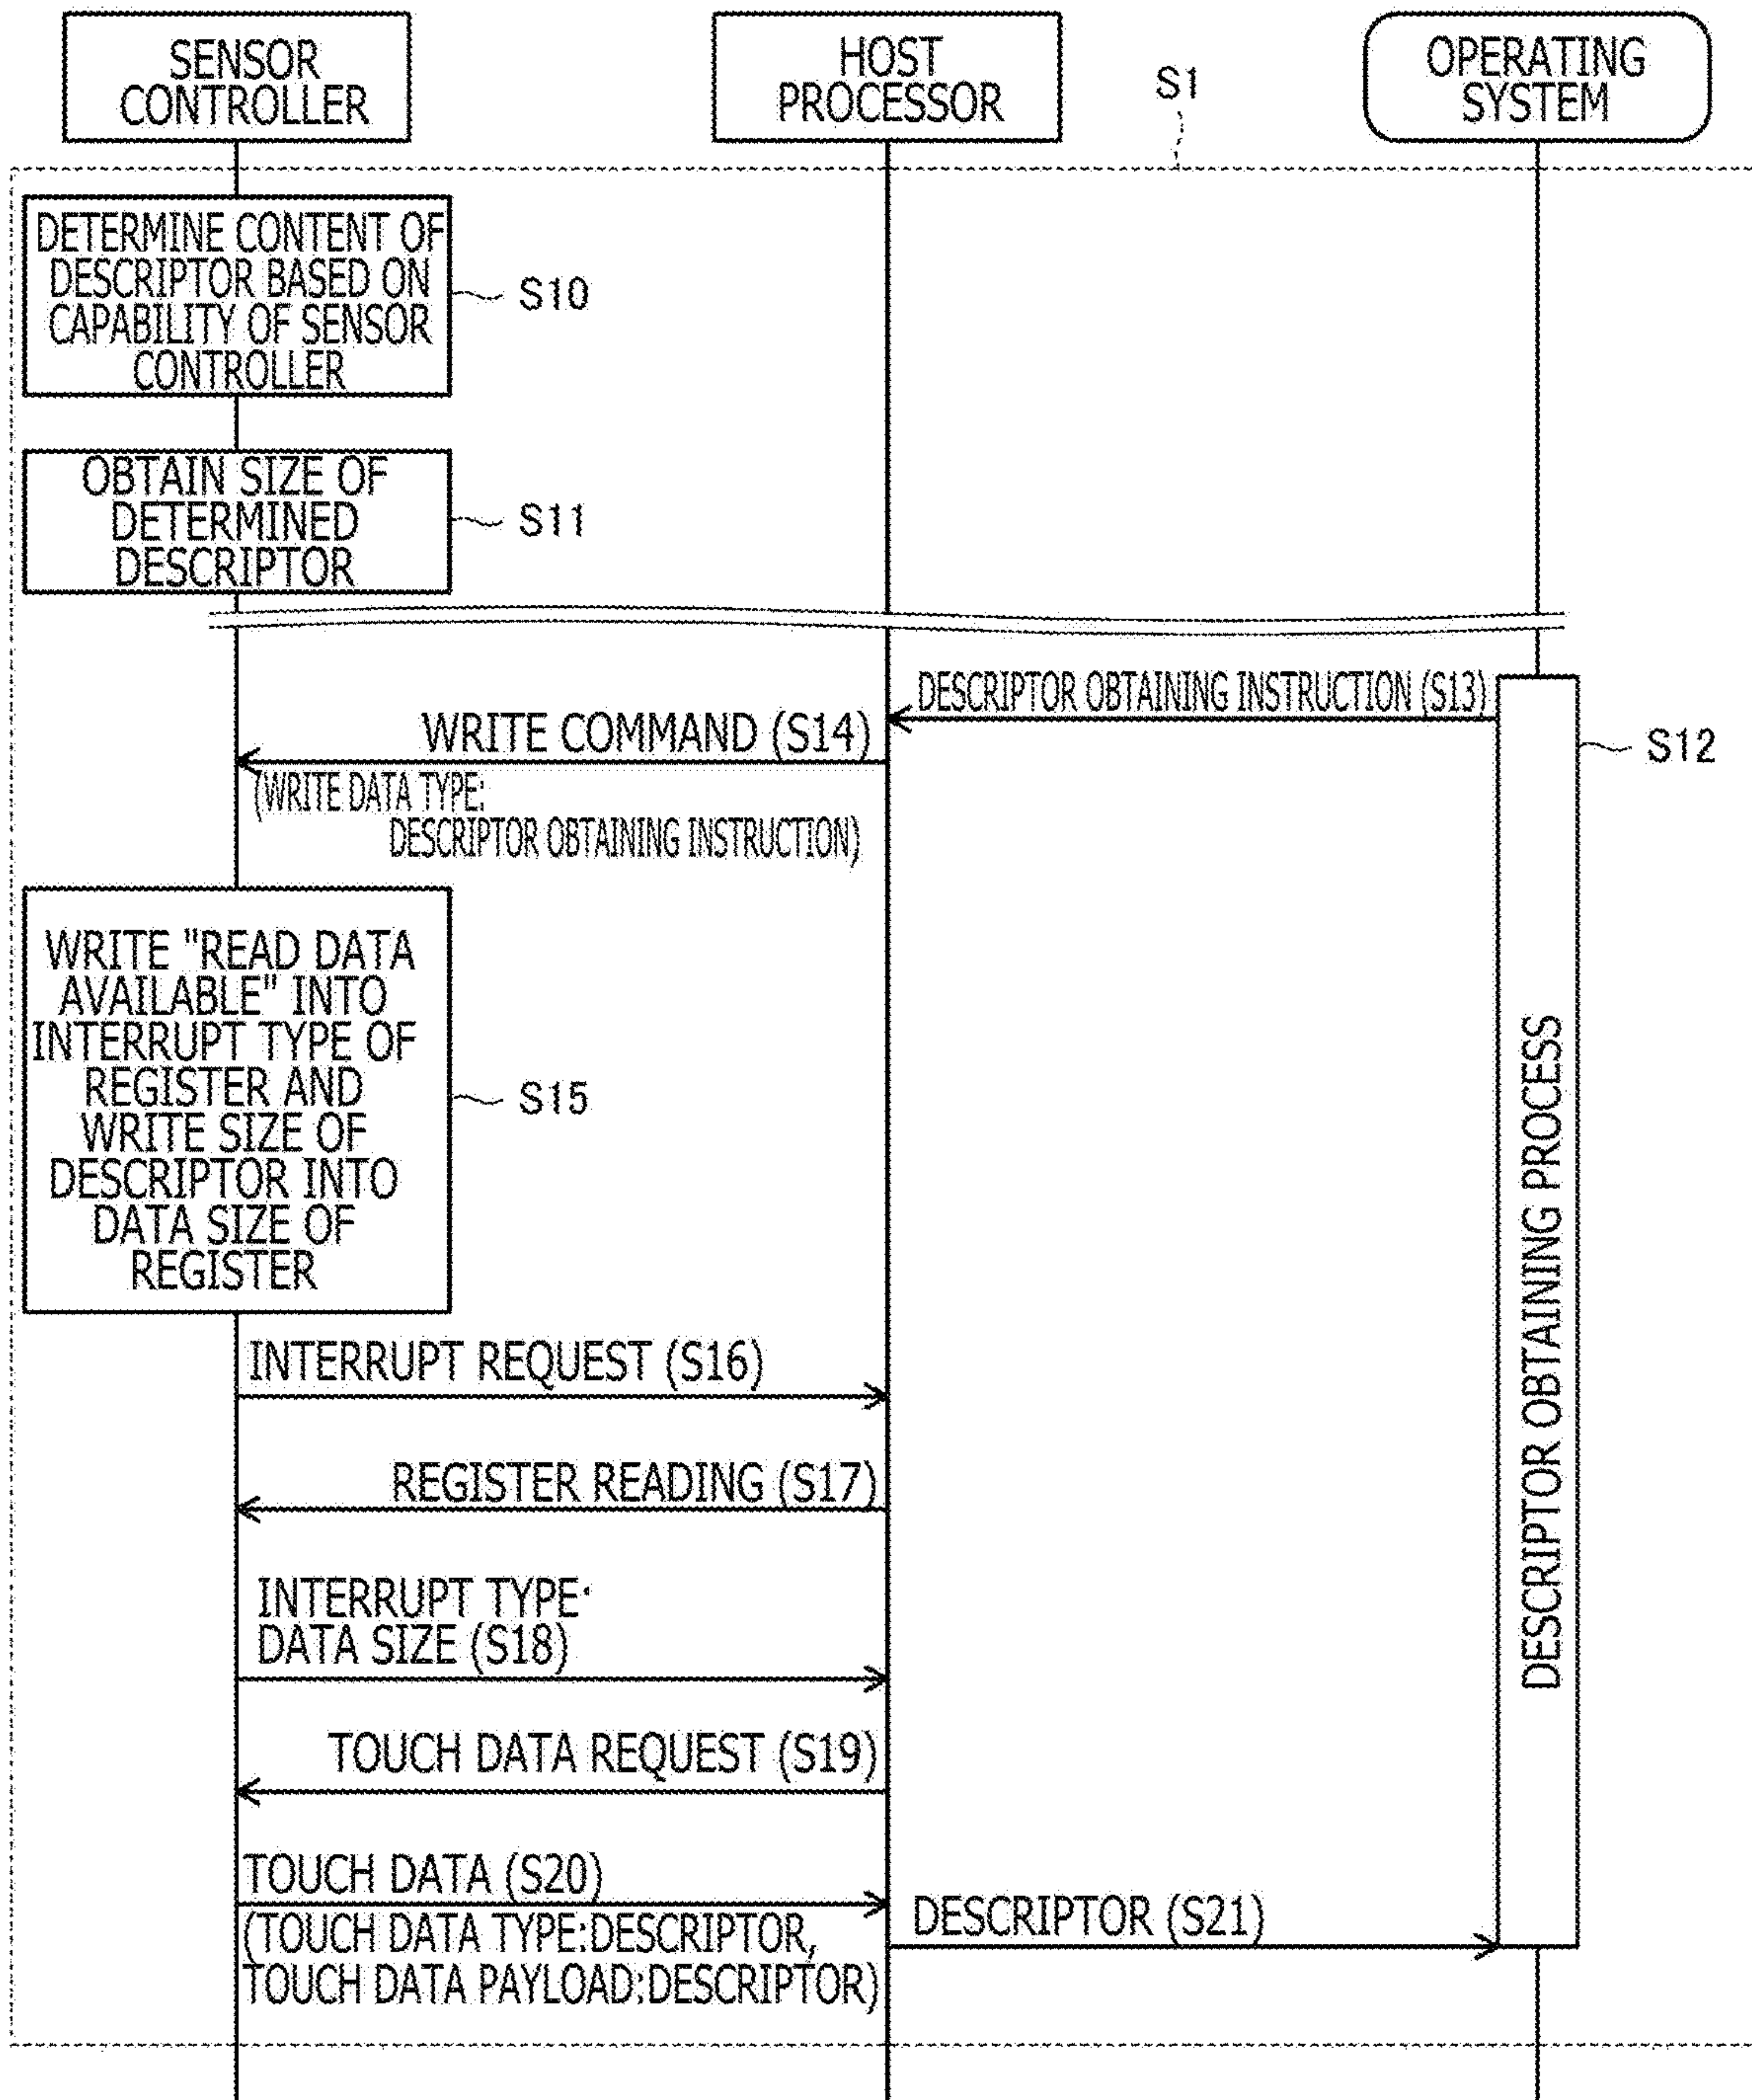 SENSOR
CONTROLLER
HOST
PROCESSOR
S1
OPERATING
SYSTEM
DETERMINE CONTENT OF
DESCRIPTOR BASED ON
CAPABILITY OF SENSOR
CONTROLLER
S10
OBTAIN SIZE OF
DETERMINED
DESCRIPTOR
S11
DESCRIPTOR OBTAINING INSTRUCTION (S13)
WRITE COMMAND (S14)
S12
(WRITE DATA TYPE:
DESCRIPTOR OBTAINING INSTRUCTION)
WRITE "READ DATA
AVAILABLE" INTO
INTERRUPT TYPE OF
REGISTER AND
WRITE SIZE OF
DESCRIPTOR INTO
DATA SIZE OF
REGISTER
S15
DESCRIPTOR OBTAINING PROCESS
INTERRUPT REQUEST (S16)
REGISTER READING (S17)
INTERRUPT TYPE·
DATA SIZE (S18)
TOUCH DATA REQUEST (S19)
TOUCH DATA (S20)
(TOUCH DATA TYPE:DESCRIPTOR,
TOUCH DATA PAYLOAD:DESCRIPTOR)
DESCRIPTOR (S21)